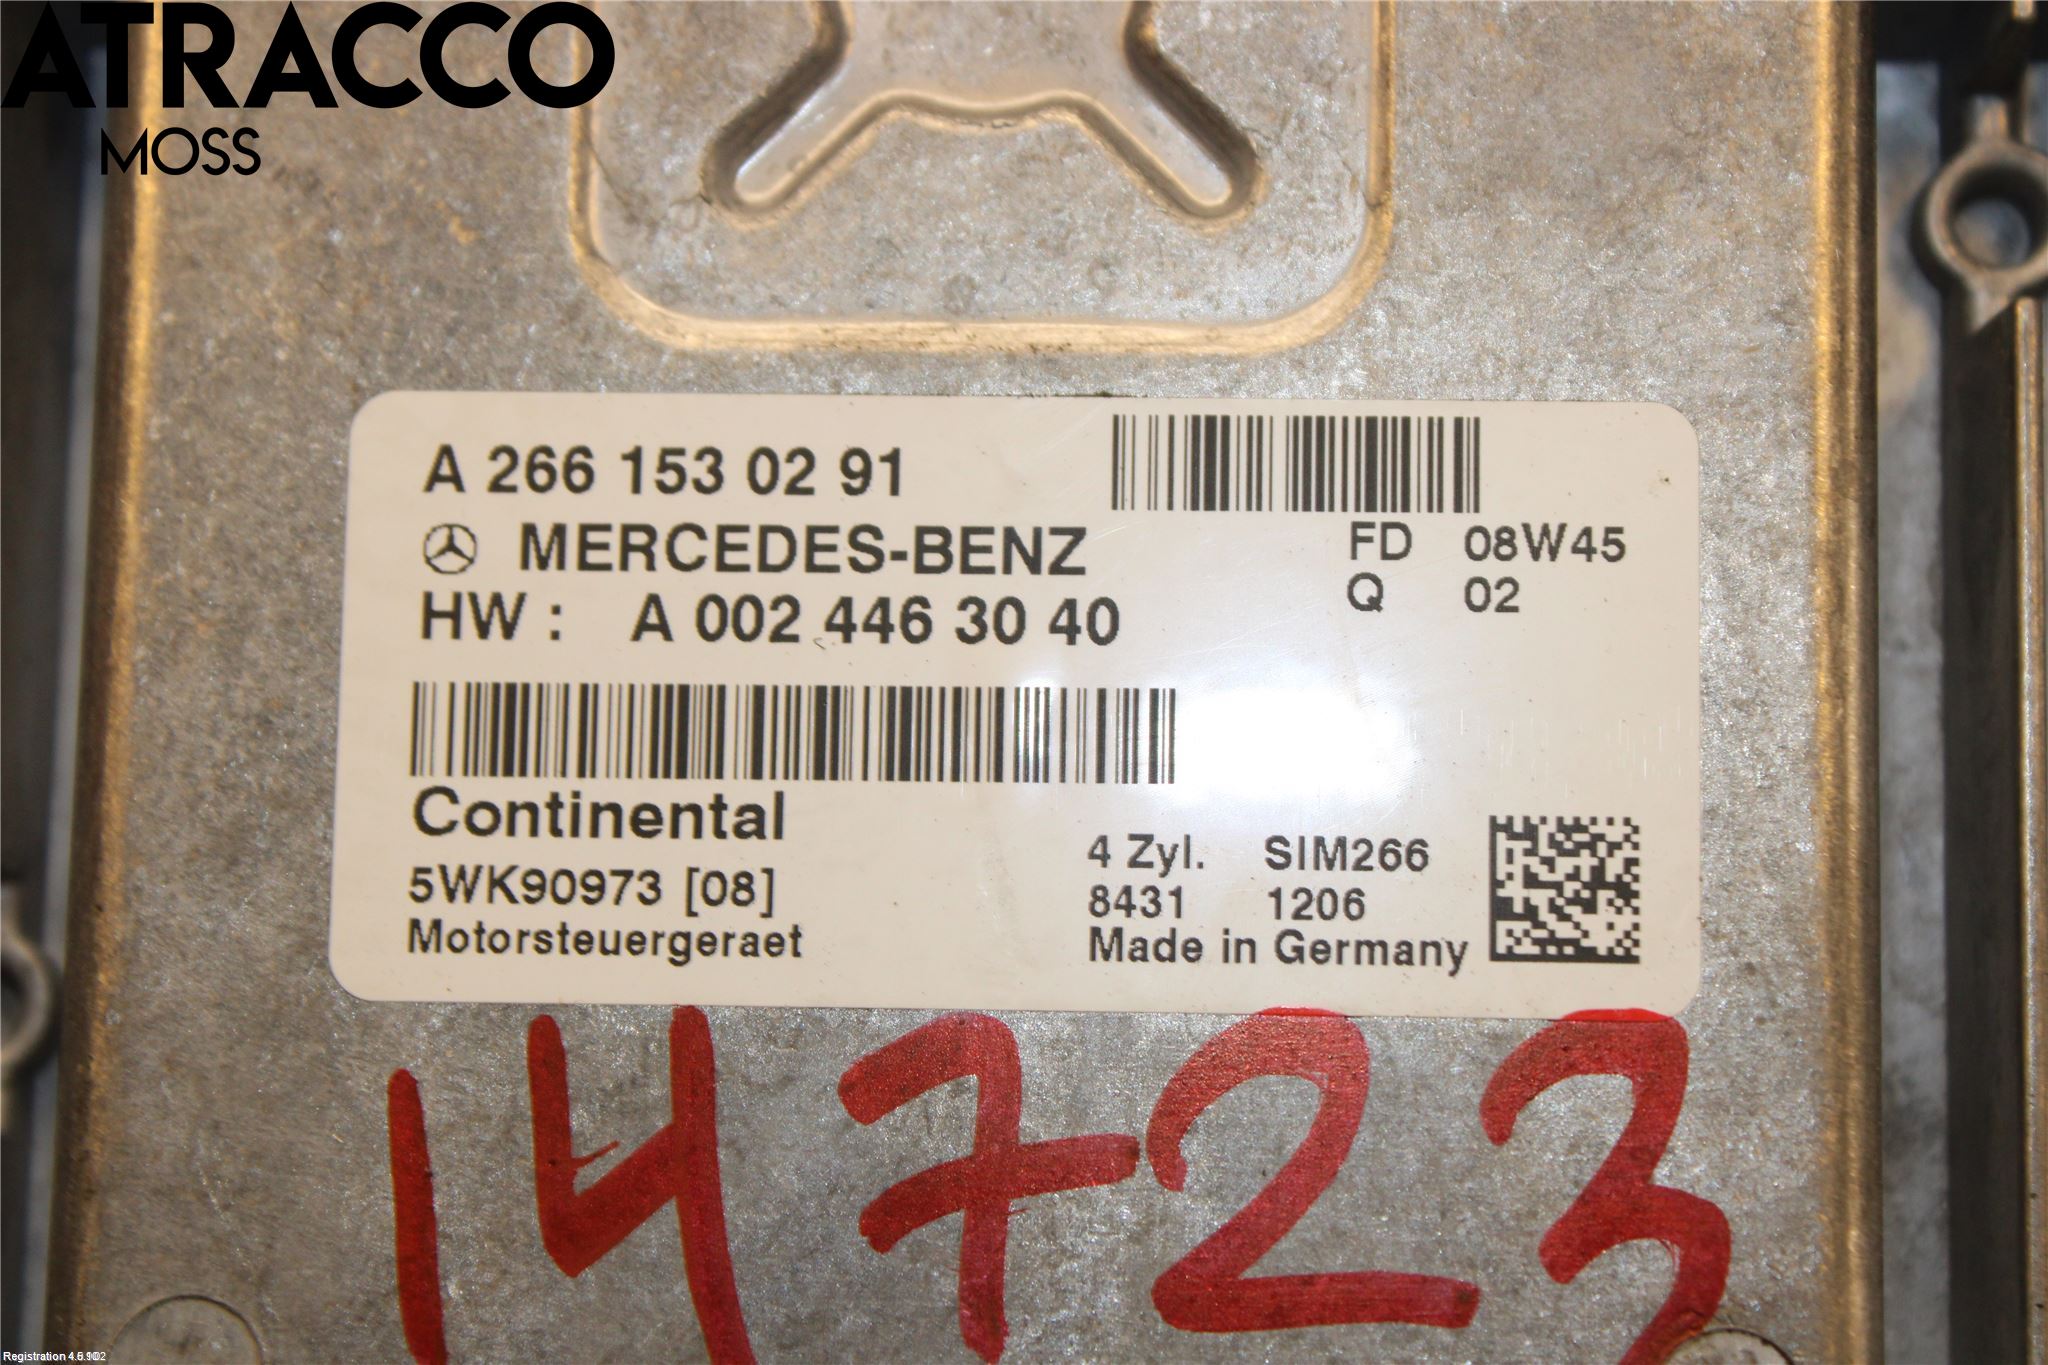 ATRACCO
MOSS
A 266 153 02 91
MERCEDES-BENZ
FD 08W45
Q 02
HW : A 002 446 30 40
Continental
5WK90973 [08]
4 Zyl. SIM266
8431 1206
Motorsteuergeraet
Made in Germany
14723
Registration